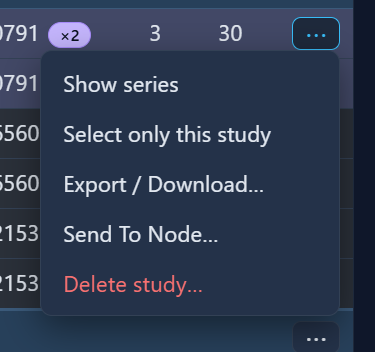 0791 ×2 3 30 ...
0791
Show series
5560
Select only this study
5560
Export / Download...
2153
Send To Node...
2153
Delete study...
...